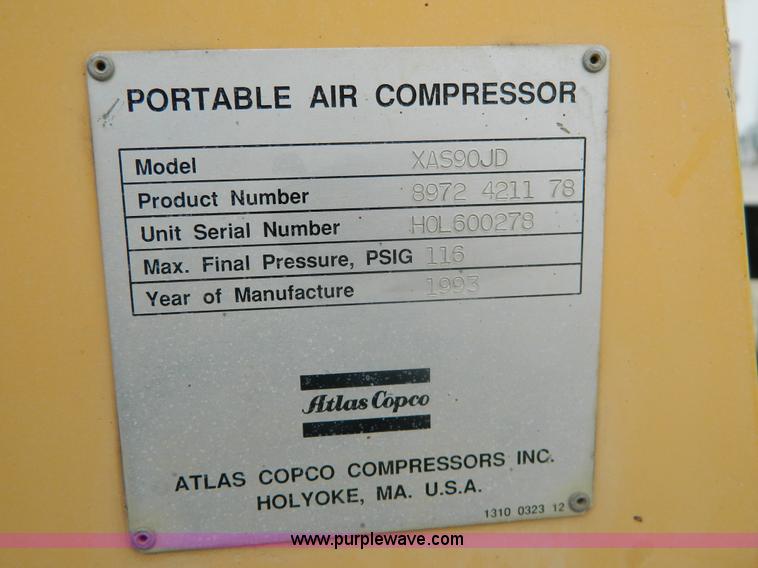 PORTABLE AIR COMPRESSOR
Model XAS90JD
Product Number 8972 4211 78
Unit Serial Number HOL600278
Max. Final Pressure, PSIG 116
Year of Manufacture 1993
Atlas Copco
ATLAS COPCO COMPRESSORS INC.
HOLYOKE, MA. U.S.A.
1310 0323 12
www.purplewave.com